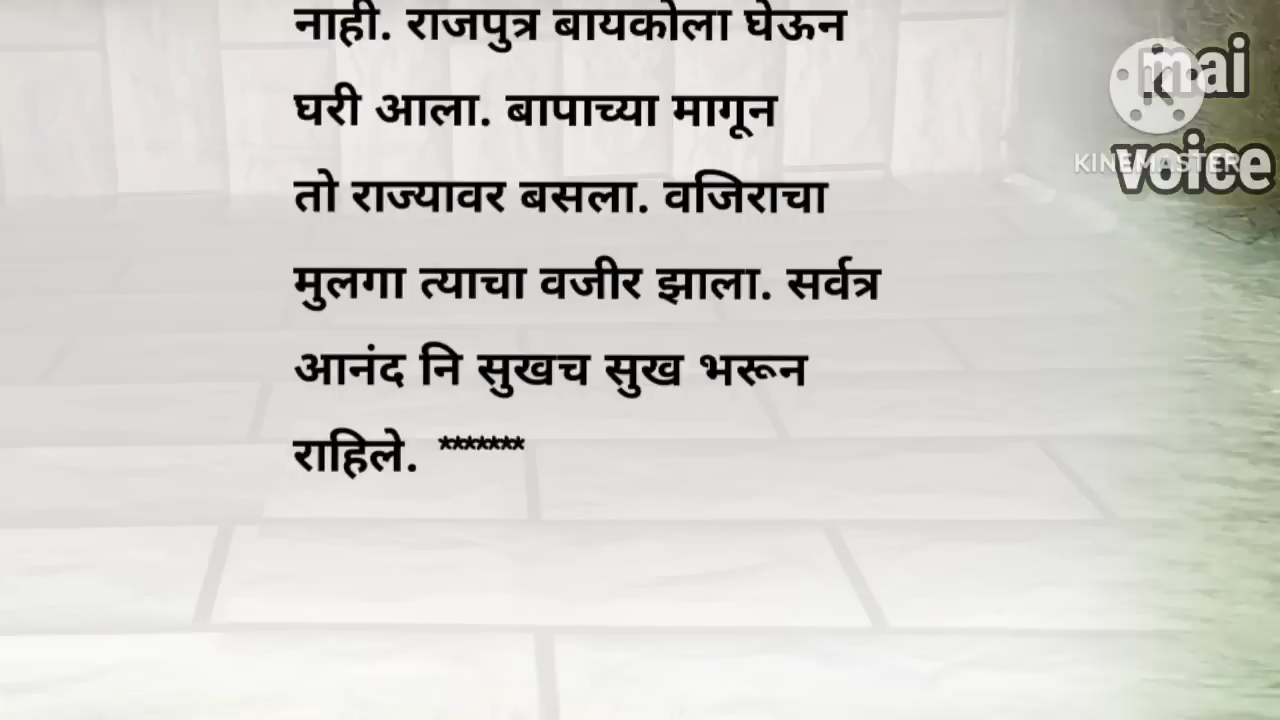 नाही. राजपुत्र बायकोला घेऊन
घरी आला. बापाच्या मागून
तो राज्यावर बसला. वजिराचा
मुलगा त्याचा वजीर झाला. सर्वत्र
आनंद नि सुखच सुख भरून
राहिले. *******
mai
voice
KINEMASTER